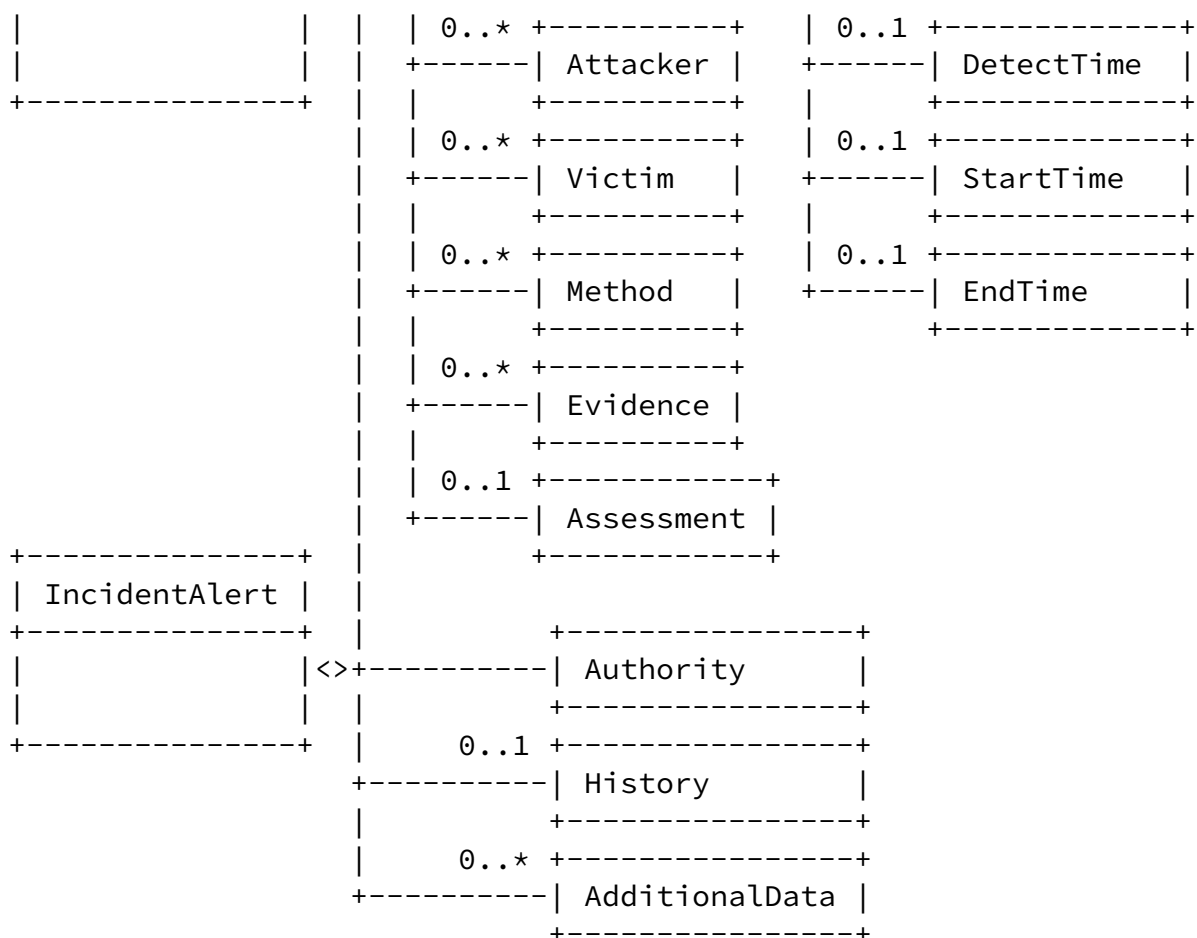 |               |  |  | 0..* +----------+   | 0..1 +-------------+
|               |  |  +------| Attacker |   +------| DetectTime  |
+---------------+  |  |      +----------+   |      +-------------+
                   |  | 0..* +----------+   | 0..1 +-------------+
                   |  +------| Victim   |   +------| StartTime   |
                   |  |      +----------+   |      +-------------+
                   |  | 0..* +----------+   | 0..1 +-------------+
                   |  +------| Method   |   +------| EndTime     |
                   |  |      +----------+          +-------------+
                   |  | 0..* +----------+
                   |  +------| Evidence |
                   |  |      +----------+
                   |  | 0..1 +------------+
                   |  +------| Assessment |
+---------------+  |         +------------+
| IncidentAlert |  |
+---------------+  |          +----------------+
|               |<>+----------| Authority      |
|               |  |          +----------------+
+---------------+  |     0..1 +----------------+
                   +----------| History        |
                   |          +----------------+
                   |     0..* +----------------+
                   +----------| AdditionalData |
                              +----------------+